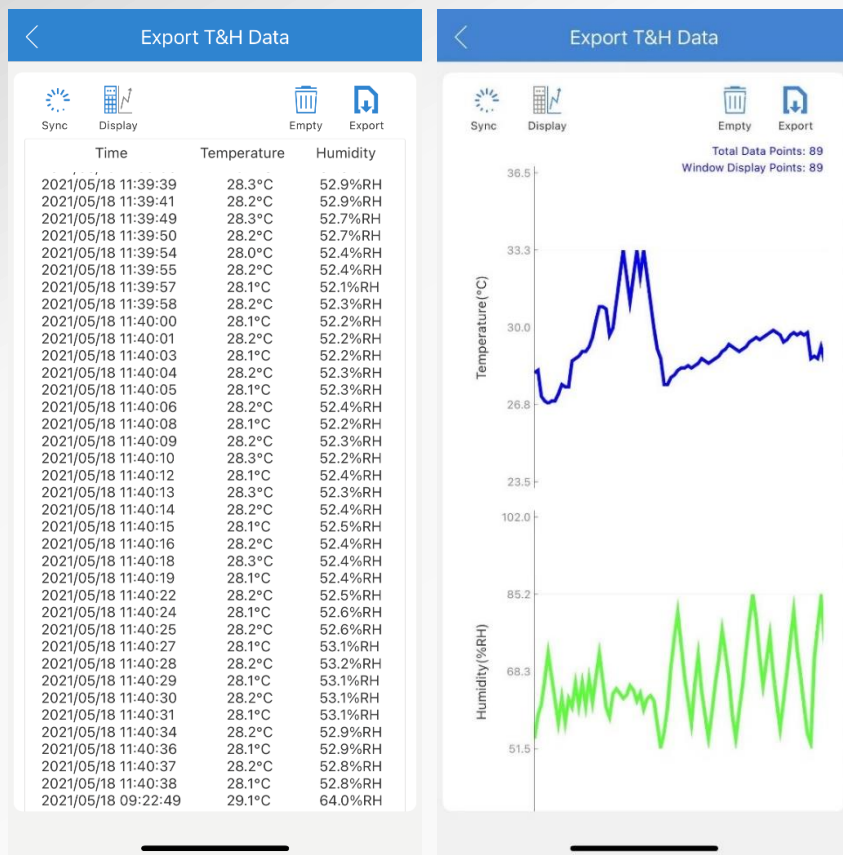 Export T&H Data
Sync Display Empty Export
Time Temperature Humidity
2021/05/18 11:39:39 28.3°C 52.9%RH
2021/05/18 11:39:41 28.2°C 52.9%RH
2021/05/18 11:39:49 28.3°C 52.7%RH
2021/05/18 11:39:50 28.2°C 52.7%RH
2021/05/18 11:39:54 28.0°C 52.4%RH
2021/05/18 11:39:55 28.2°C 52.4%RH
2021/05/18 11:39:57 28.1°C 52.1%RH
2021/05/18 11:39:58 28.2°C 52.3%RH
2021/05/18 11:40:00 28.1°C 52.2%RH
2021/05/18 11:40:01 28.2°C 52.2%RH
2021/05/18 11:40:03 28.1°C 52.2%RH
2021/05/18 11:40:04 28.2°C 52.3%RH
2021/05/18 11:40:05 28.1°C 52.3%RH
2021/05/18 11:40:06 28.2°C 52.4%RH
2021/05/18 11:40:08 28.1°C 52.2%RH
2021/05/18 11:40:09 28.2°C 52.3%RH
2021/05/18 11:40:10 28.3°C 52.2%RH
2021/05/18 11:40:12 28.1°C 52.4%RH
2021/05/18 11:40:13 28.3°C 52.3%RH
2021/05/18 11:40:14 28.2°C 52.4%RH
2021/05/18 11:40:15 28.1°C 52.5%RH
2021/05/18 11:40:16 28.2°C 52.4%RH
2021/05/18 11:40:18 28.3°C 52.4%RH
2021/05/18 11:40:19 28.1°C 52.4%RH
2021/05/18 11:40:22 28.2°C 52.5%RH
2021/05/18 11:40:24 28.1°C 52.6%RH
2021/05/18 11:40:25 28.2°C 52.6%RH
2021/05/18 11:40:27 28.1°C 53.1%RH
2021/05/18 11:40:28 28.2°C 53.2%RH
2021/05/18 11:40:29 28.1°C 53.1%RH
2021/05/18 11:40:30 28.2°C 53.1%RH
2021/05/18 11:40:31 28.1°C 53.1%RH
2021/05/18 11:40:34 28.2°C 52.9%RH
2021/05/18 11:40:36 28.1°C 52.9%RH
2021/05/18 11:40:37 28.2°C 52.8%RH
2021/05/18 11:40:38 28.1°C 52.8%RH
2021/05/18 09:22:49 29.1°C 64.0%RH
Export T&H Data
Sync Display Empty Export
Total Data Points: 89
Window Display Points: 89
Temperature(°C)
36.5
33.3
30.0
26.8
23.5
Humidity(%RH)
102.0
85.2
68.3
51.5